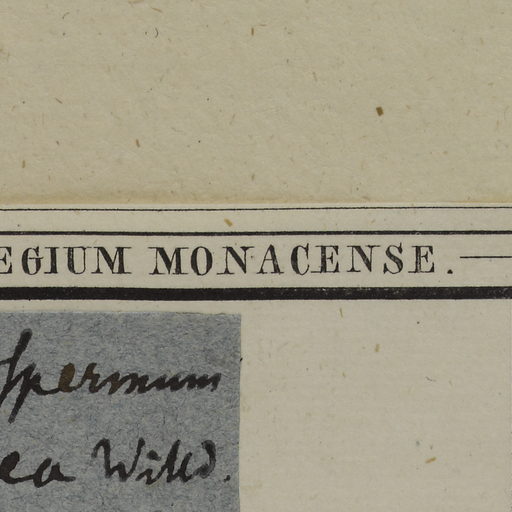 EGIUM MONACENSE.
spermum
ea Willd.